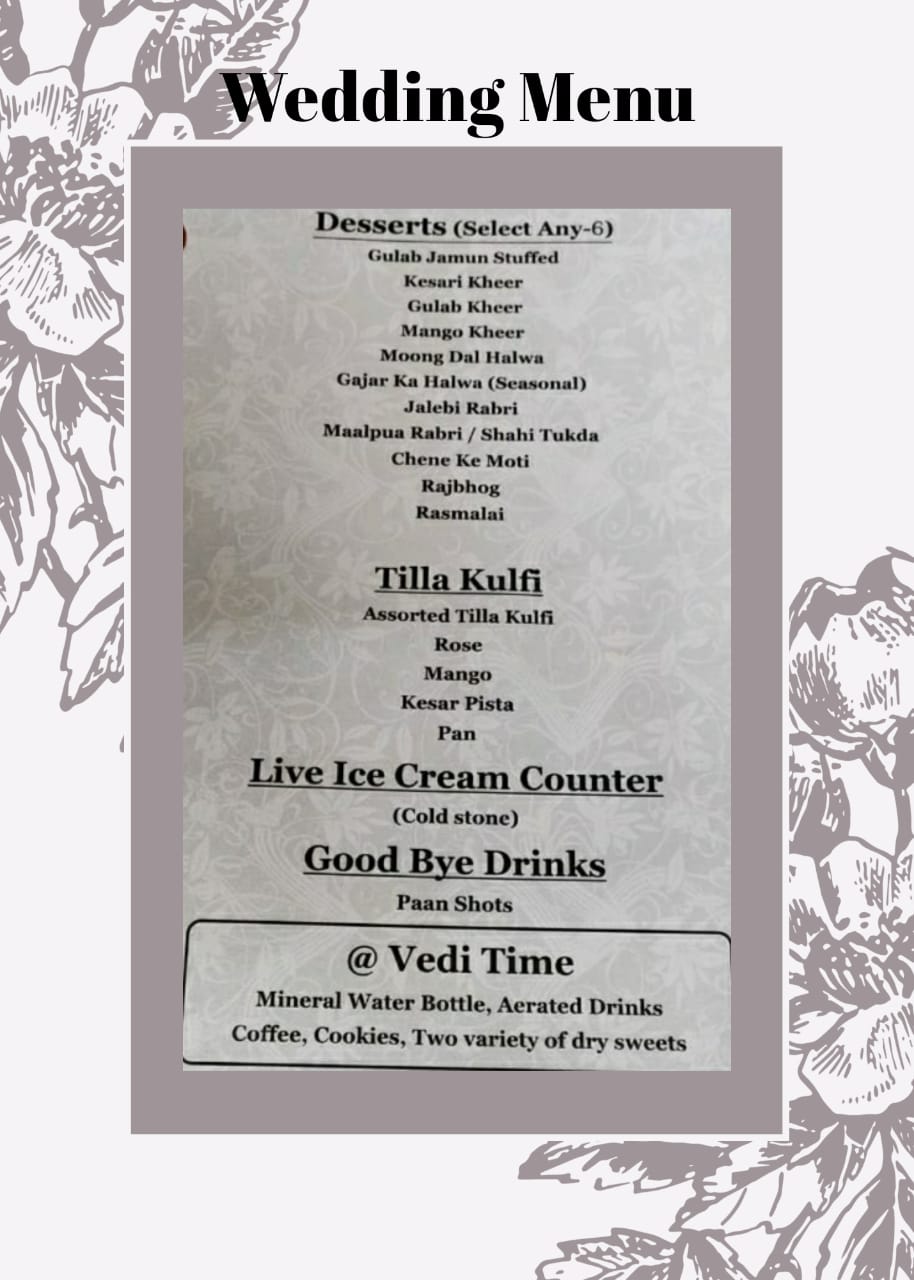 Wedding Menu
Desserts (Select Any-6)
Gulab Jamun Stuffed
Kesari Kheer
Gulab Kheer
Mango Kheer
Moong Dal Halwa
Gajar Ka Halwa (Seasonal)
Jalebi Rabri
Maalpua Rabri / Shahi Tukda
Chene Ke Moti
Rajbhog
Rasmalai
Tilla Kulfi
Assorted Tilla Kulfi
Rose
Mango
Kesar Pista
Pan
Live Ice Cream Counter
(Cold stone)
Good Bye Drinks
Paan Shots
@ Vedi Time
Mineral Water Bottle, Aerated Drinks
Coffee, Cookies, Two variety of dry sweets